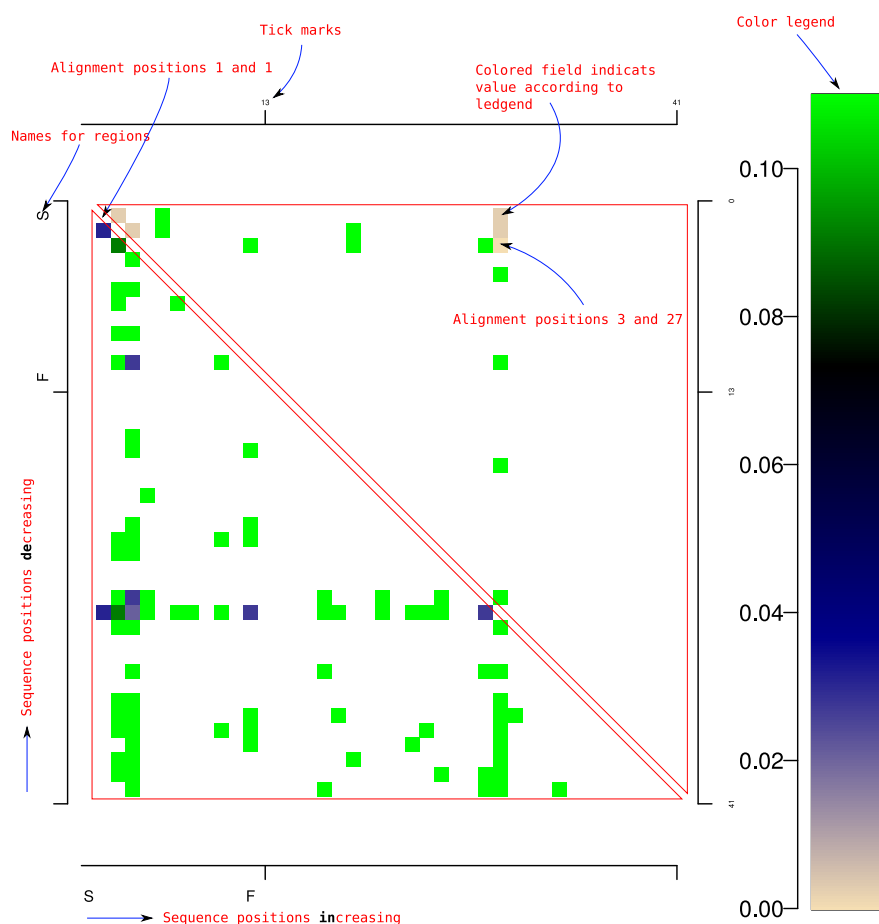 Color legend
Tick marks
Alignment positions 1 and 1
Colored field indicats
value according to
ledgend
13
41
Names for regions
0.10
S
0
Alignment positions 3 and 27
0.08
F
13
0.06
Sequence positions decreasing
0.04
0.02
41
S
F
0.00
Sequence positions increasing